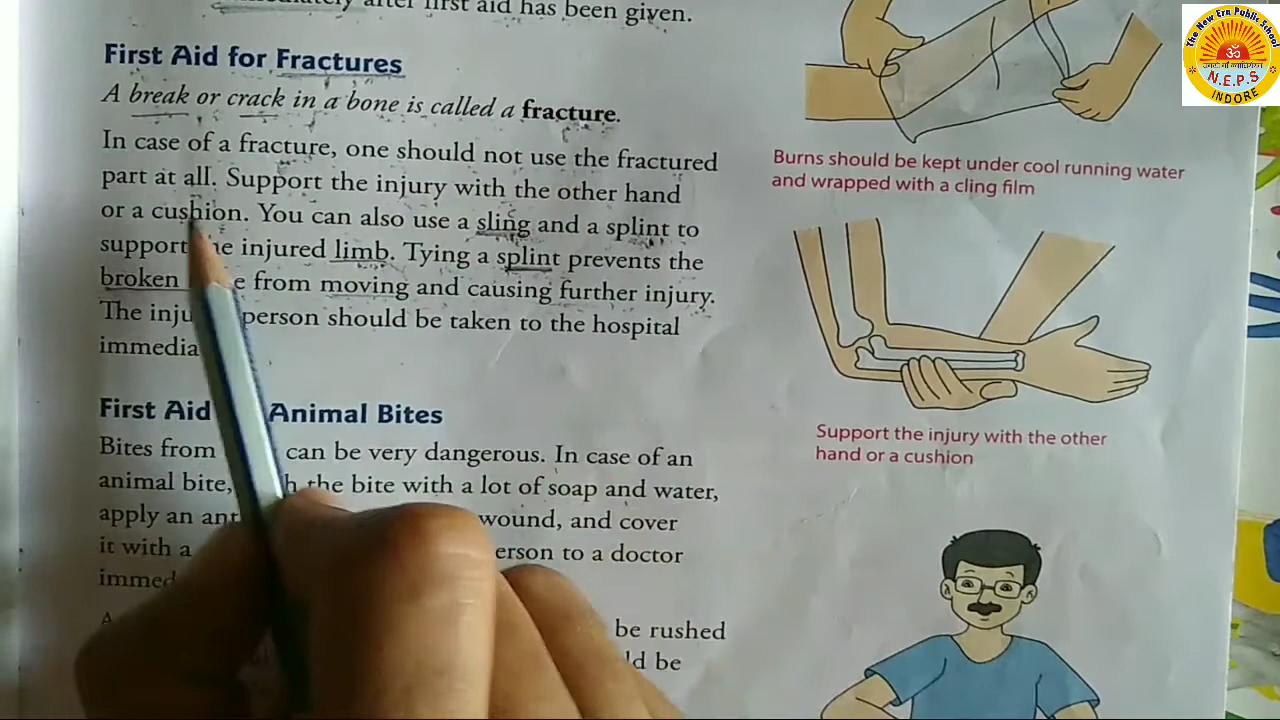 after first aid has been given.
First Aid for Fractures
A break or crack in a bone is called a fracture.
In case of a fracture, one should not use the fractured
part at all. Support the injury with the other hand
or a cushion. You can also use a sling and a splint to
support he injured limb. Tying a splint prevents the
broken e from moving and causing further injury.
The inju person should be taken to the hospital
immedia
First Aid Animal Bites
Bites from can be very dangerous. In case of an
animal bite, h the bite with a lot of soap and water,
apply an ant wound, and cover
it with a erson to a doctor
immed
be rushed
ld be
Burns should be kept under cool running water
and wrapped with a cling film
Support the injury with the other
hand or a cushion
The New Era Public School
ॐ
N.E.P.S
INDORE